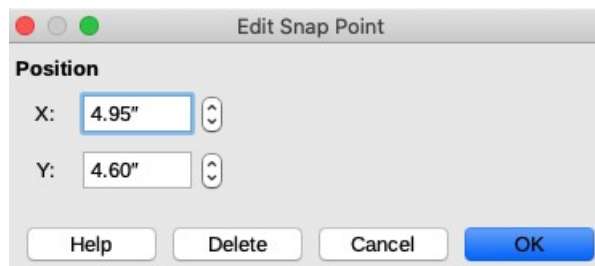 Edit Snap Point
Position
X: 4.95″
Y: 4.60″
Help Delete Cancel OK